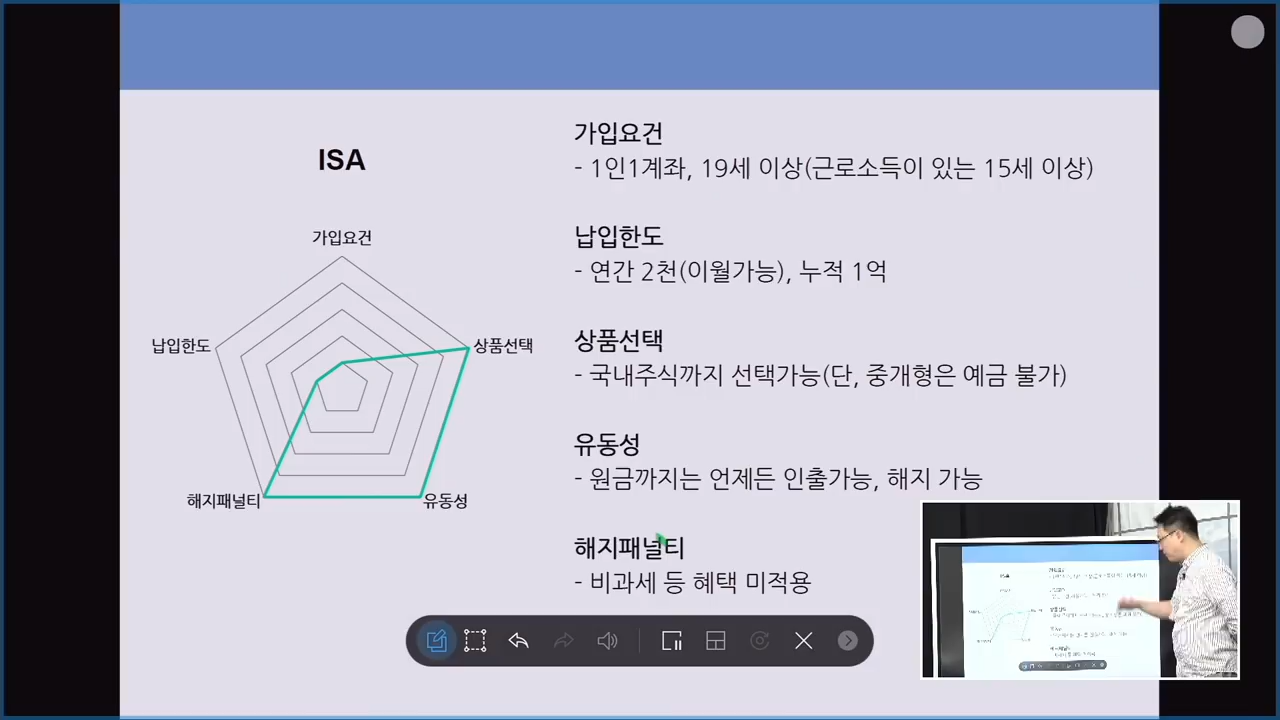 ISA
가입요건
상품선택
유동성
해지패널티
납입한도
가입요건
- 1인1계좌, 19세 이상(근로소득이 있는 15세 이상)
납입한도
- 연간 2천(이월가능), 누적 1억
상품선택
- 국내주식까지 선택가능(단, 중개형은 예금 불가)
유동성
- 원금까지는 언제든 인출가능, 해지 가능
해지패널티
- 비과세 등 혜택 미적용